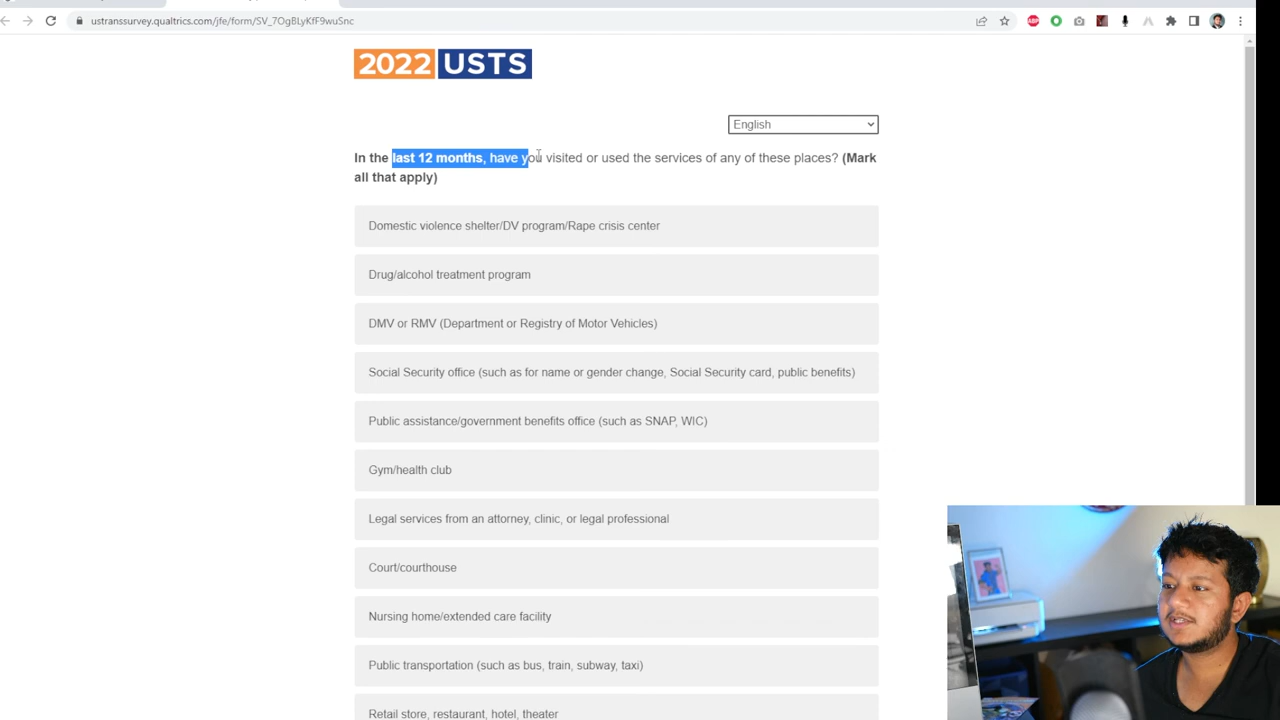 ustranssurvey.qualtrics.com/jfe/form/SV_7OgBLyKfF9wuSnc
2022 USTS
English
In the last 12 months, have you visited or used the services of any of these places? (Mark
all that apply)
Domestic violence shelter/DV program/Rape crisis center
Drug/alcohol treatment program
DMV or RMV (Department or Registry of Motor Vehicles)
Social Security office (such as for name or gender change, Social Security card, public benefits)
Public assistance/government benefits office (such as SNAP, WIC)
Gym/health club
Legal services from an attorney, clinic, or legal professional
Court/courthouse
Nursing home/extended care facility
Public transportation (such as bus, train, subway, taxi)
Retail store, restaurant, hotel, theater